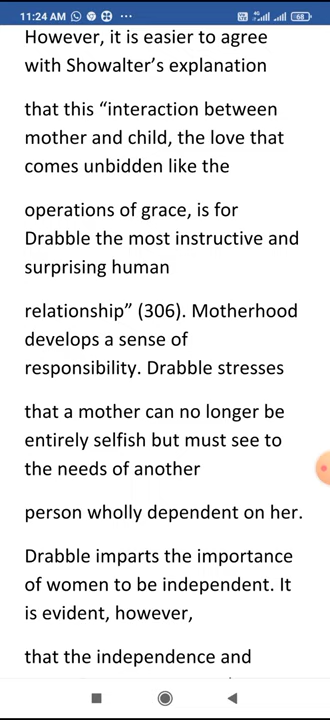 11:24 AM
4G
68
However, it is easier to agree
with Showalter’s explanation
that this “interaction between
mother and child, the love that
comes unbidden like the
operations of grace, is for
Drabble the most instructive and
surprising human
relationship” (306). Motherhood
develops a sense of
responsibility. Drabble stresses
that a mother can no longer be
entirely selfish but must see to
the needs of another
person wholly dependent on her.
Drabble imparts the importance
of women to be independent. It
is evident, however,
that the independence and